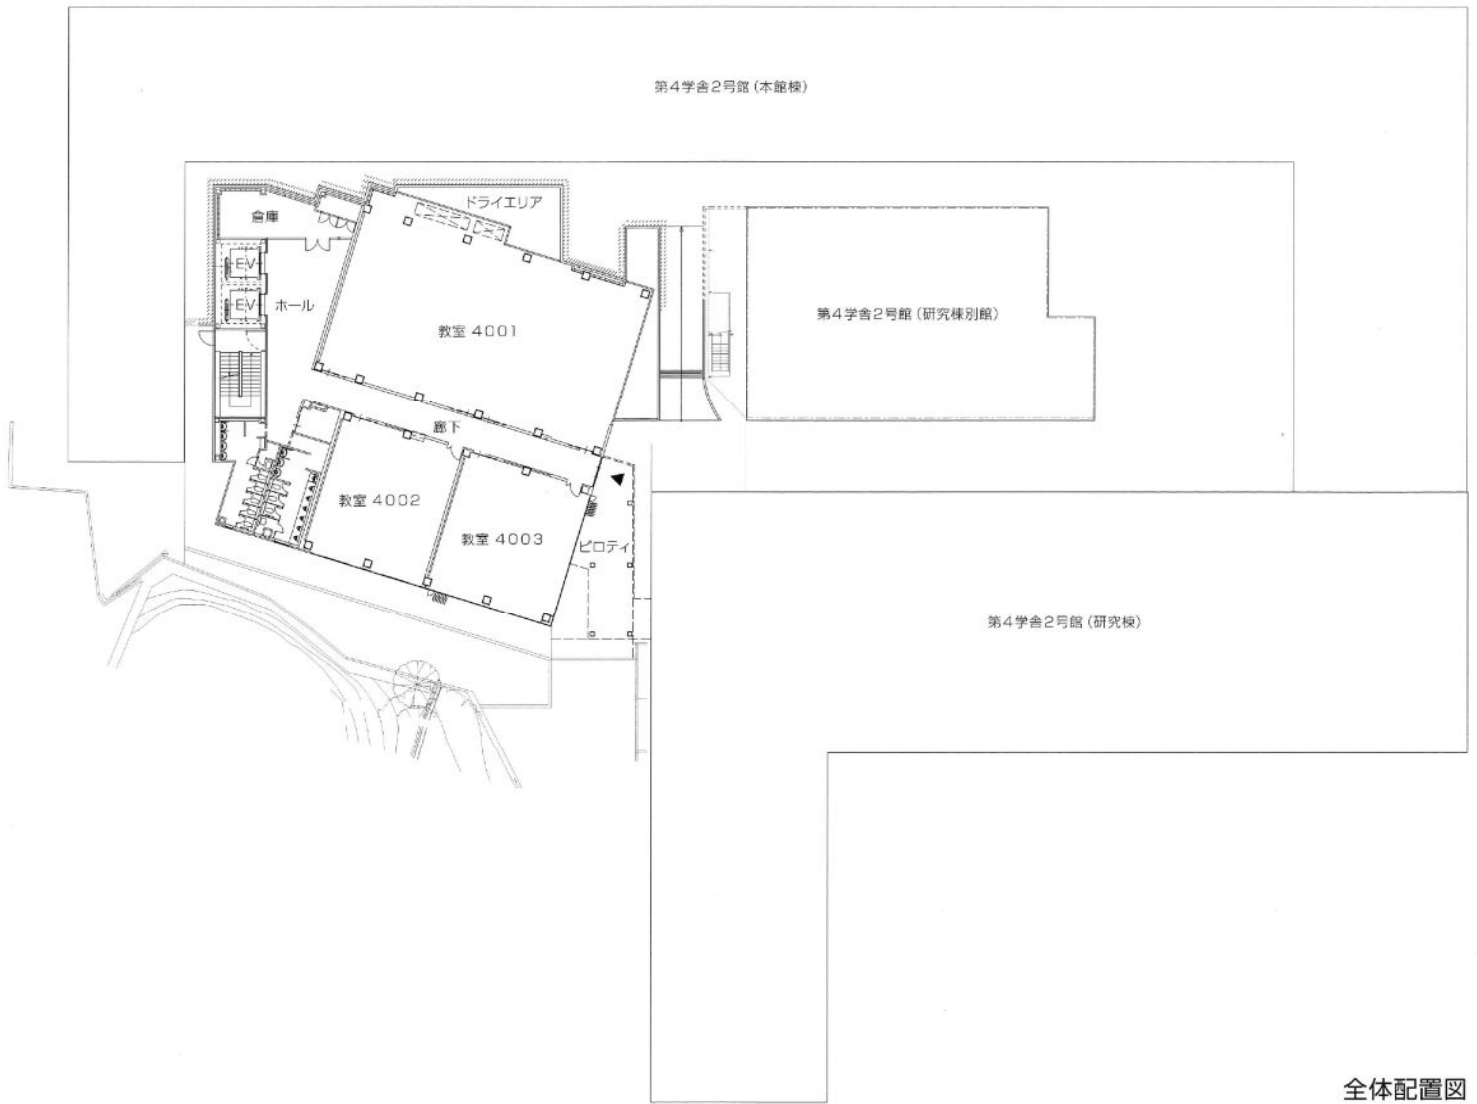 第4学舎2号館(本館棟)
ドライエリア
倉庫
EV
EV
ホール
教室 4001
第4学舎2号館(研究棟別館)
廊下
教室 4002
教室 4003
ピロティ
第4学舎2号館(研究棟)
全体配置図